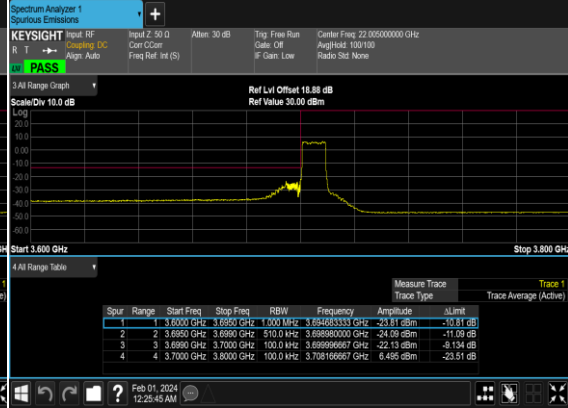 Spectrum Analyzer 1
Spurious Emissions
+
KEYSIGHT Input: RF Input Z: 50 Ω Atten: 30 dB Trig: Free Run Center Freq: 22.005000000 GHz
R T Coupling: DC Corr CCorr Gate: Off Avg|Hold: 100/100
Align: Auto Freq Ref: Int (S) IF Gain: Low Radio Std: None
PASS
3 All Range Graph Ref Lvl Offset 18.88 dB
Scale/Div 10.0 dB Ref Value 30.00 dBm
Log
20.0
10.0
0.00
-10.0
-20.0
-30.0
-40.0
-50.0
-60.0
Start 3.600 GHz Stop 3.800 GHz
4 All Range Table
Measure Trace Trace 1
Trace Type Trace Average (Active)
Spur Range Start Freq Stop Freq RBW Frequency Amplitude ΔLimit
1 1 3.6000 GHz 3.6950 GHz 1.000 MHz 3.694683333 GHz -23.81 dBm -10.81 dB
2 2 3.6950 GHz 3.6990 GHz 510.0 kHz 3.698980000 GHz -24.09 dBm -11.09 dB
3 3 3.6990 GHz 3.7000 GHz 100.0 kHz 3.699996667 GHz -22.13 dBm -9.134 dB
4 4 3.7000 GHz 3.8000 GHz 100.0 kHz 3.708166667 GHz 6.495 dBm -23.51 dB
? Feb 01, 2024
12:25:45 AM